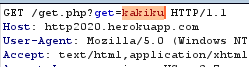 GET /get.php?get=kakiku HTTP/1.1
Host: http2020.herokuapp.com
User-Agent: Mozilla/5.0 (Windows NT
Accept: text/html,application/xhtml